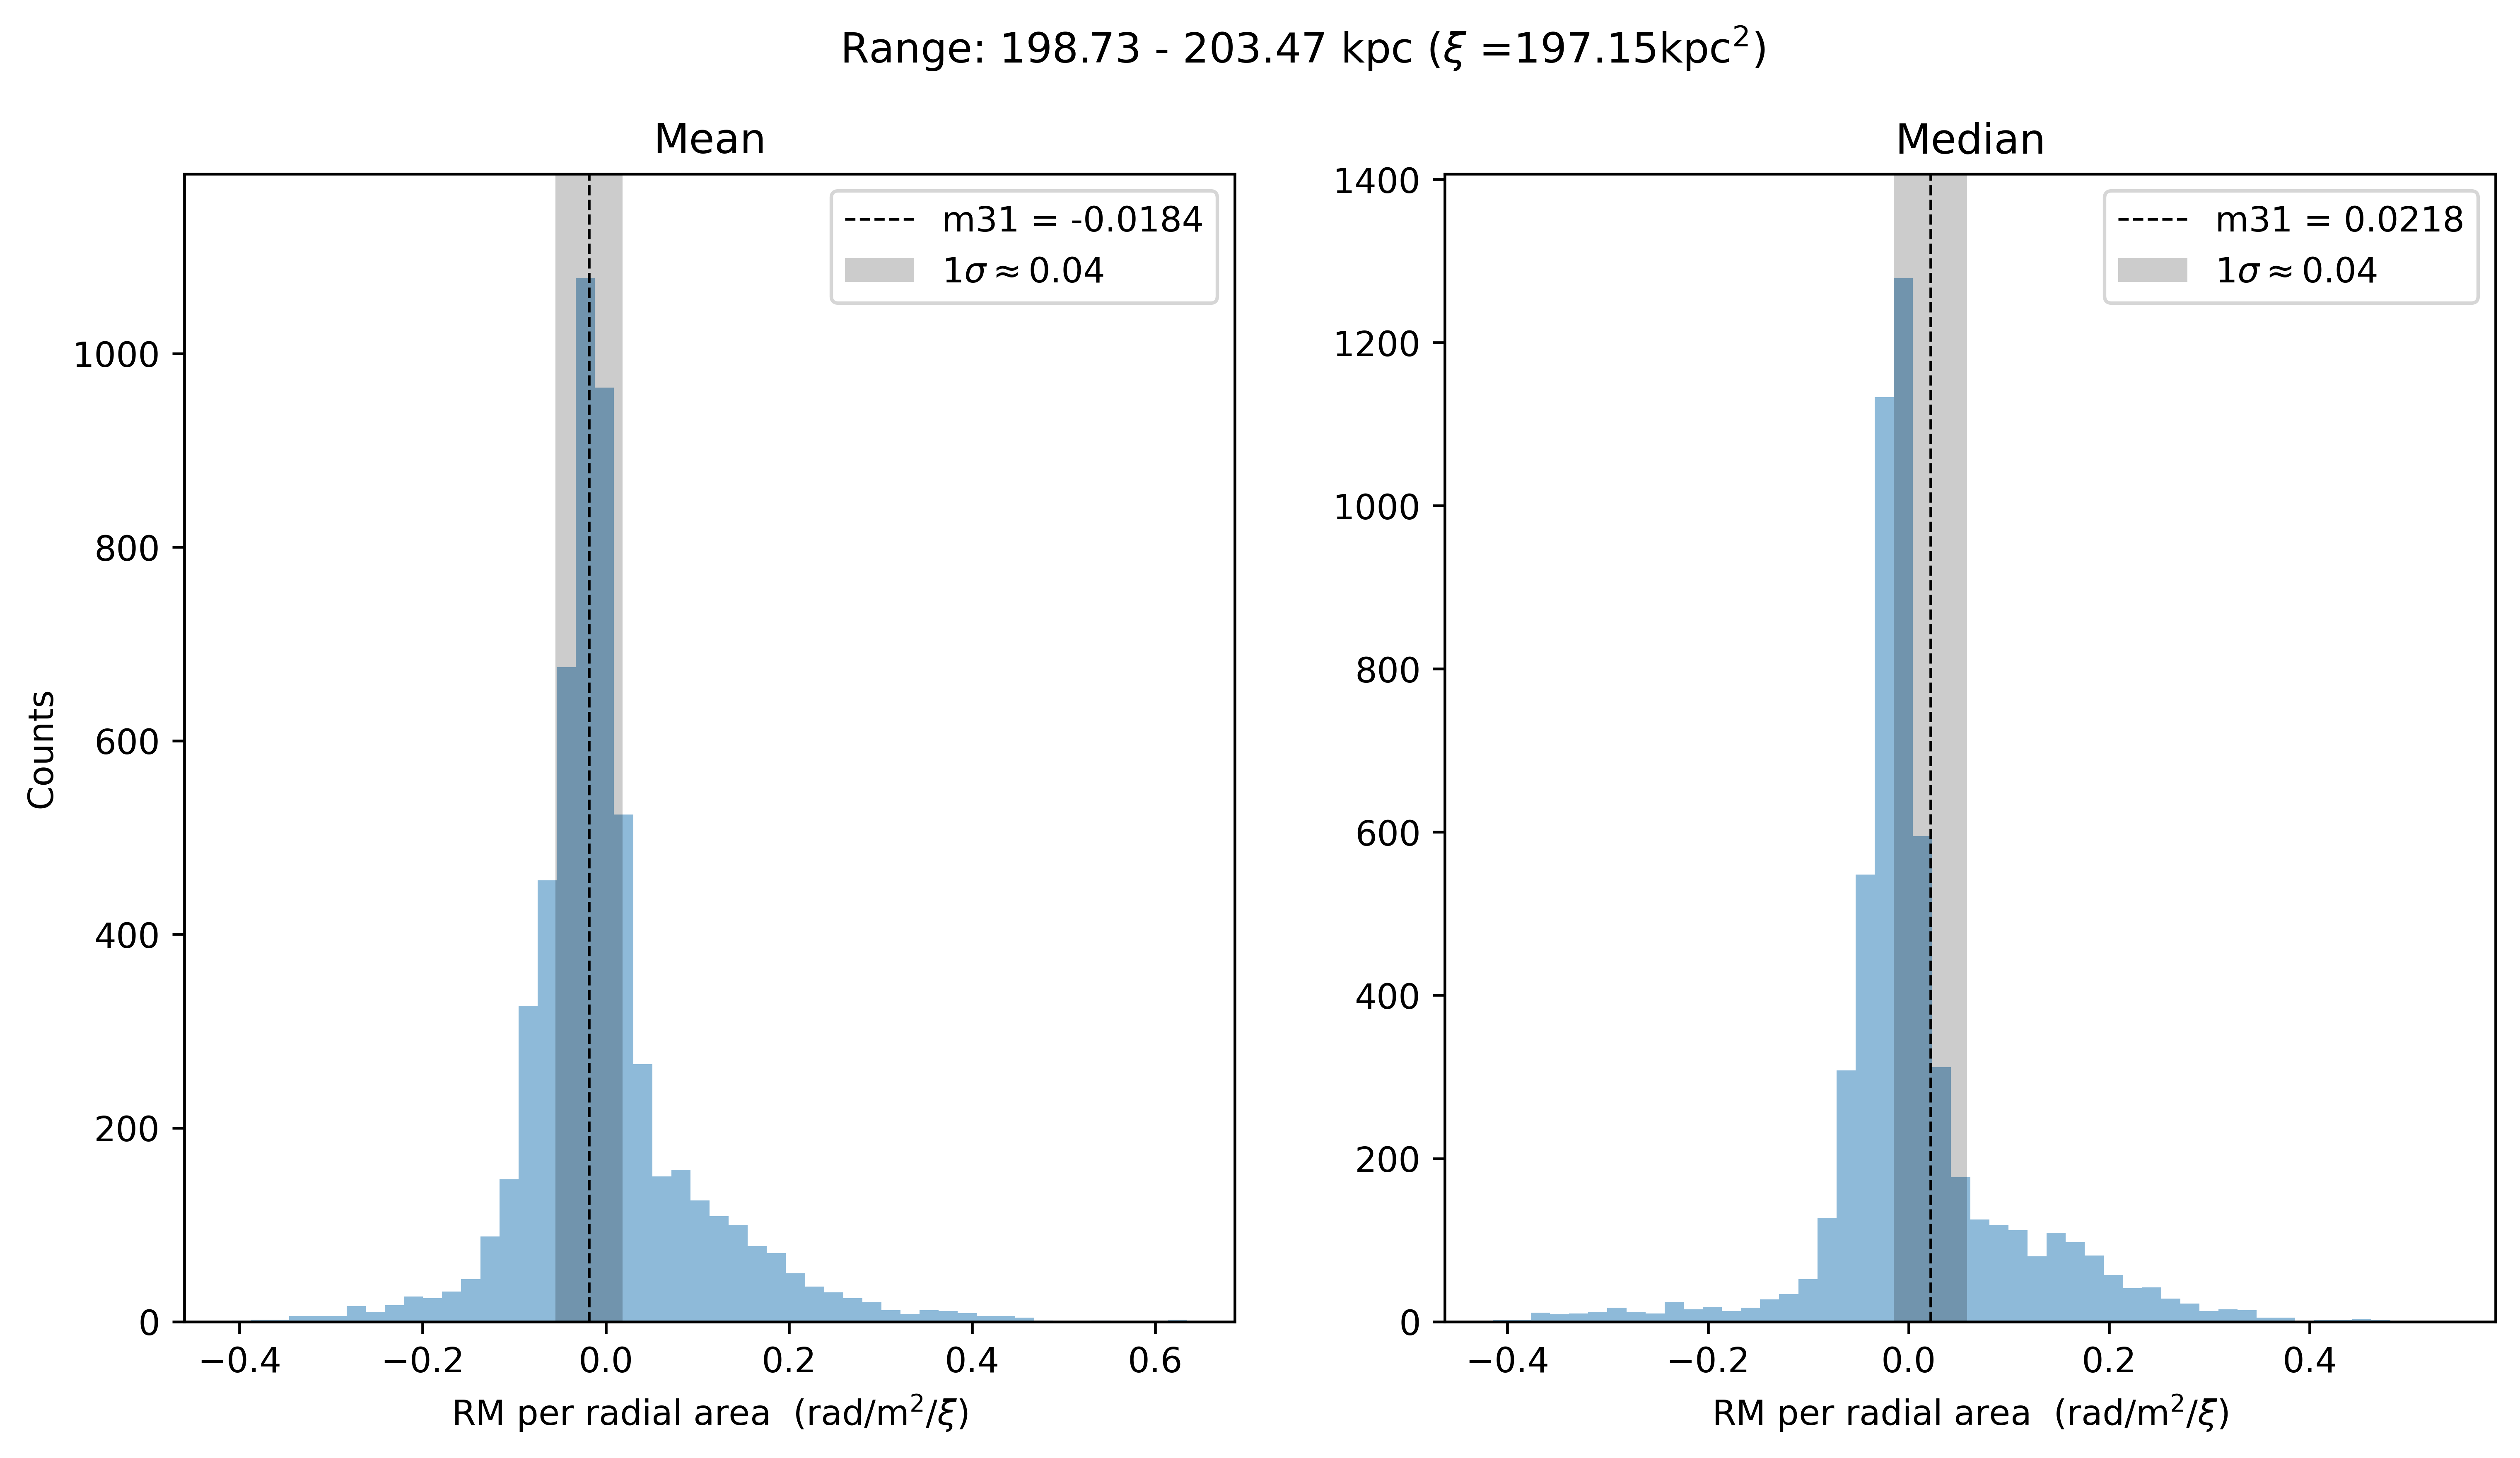 Range: 198.73 - 203.47 kpc (ξ =197.15kpc²)
Mean
m31 = -0.0184
1σ≈0.04
1000
800
600
400
200
0
Counts
−0.4 −0.2 0.0 0.2 0.4 0.6
RM per radial area (rad/m²/ξ)
Median
m31 = 0.0218
1σ≈0.04
1400
1200
1000
800
600
400
200
0
−0.4 −0.2 0.0 0.2 0.4
RM per radial area (rad/m²/ξ)